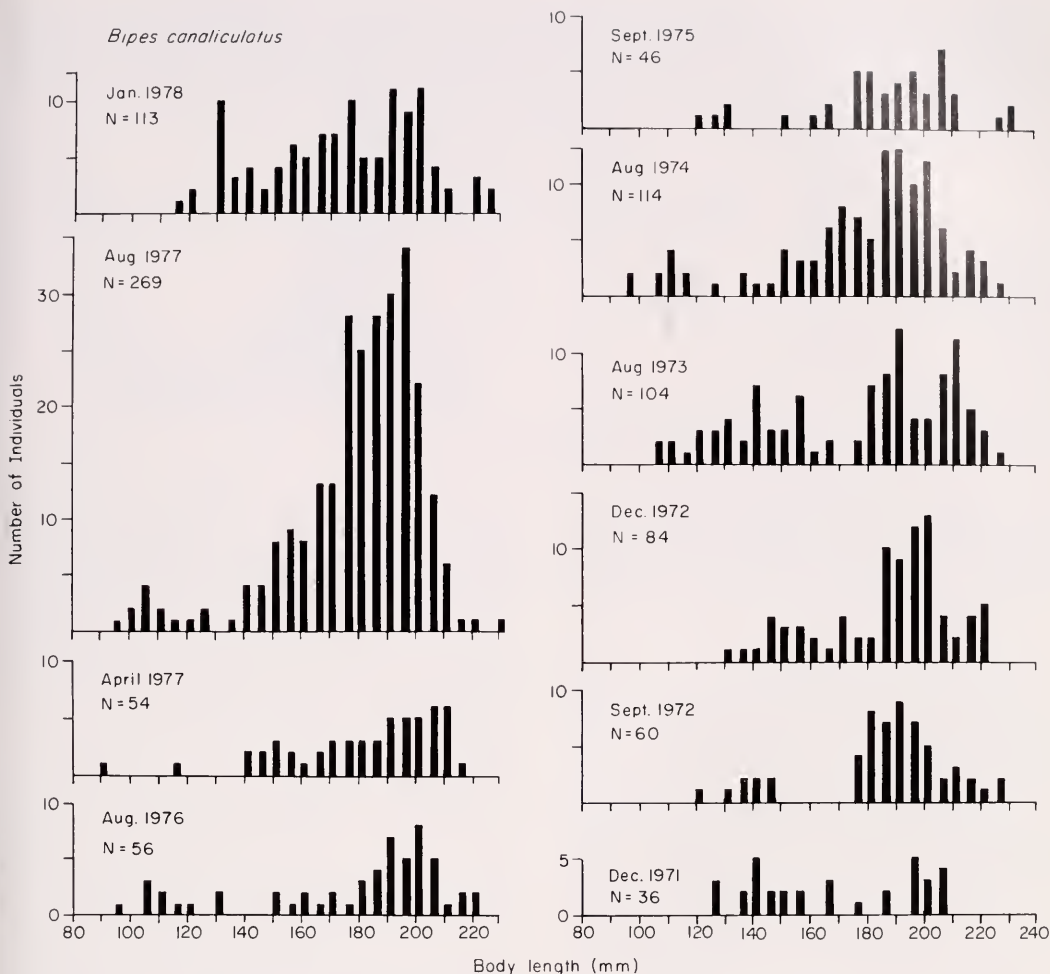 Bipes canaliculatus
10
Jan. 1978
N = 113
30
20
10
Aug 1977
N = 269
Number of Individuals
10
April 1977
N = 54
10
0
Aug. 1976
N = 56
80 100 120 140 160 180 200 220
10
Sept. 1975
N = 46
10
Aug 1974
N = 114
10
Aug 1973
N = 104
10
Dec. 1972
N = 84
10
Sept. 1972
N = 60
5
0
Dec. 1971
N = 36
80 100 120 140 160 180 200 220 240
Body length (mm)